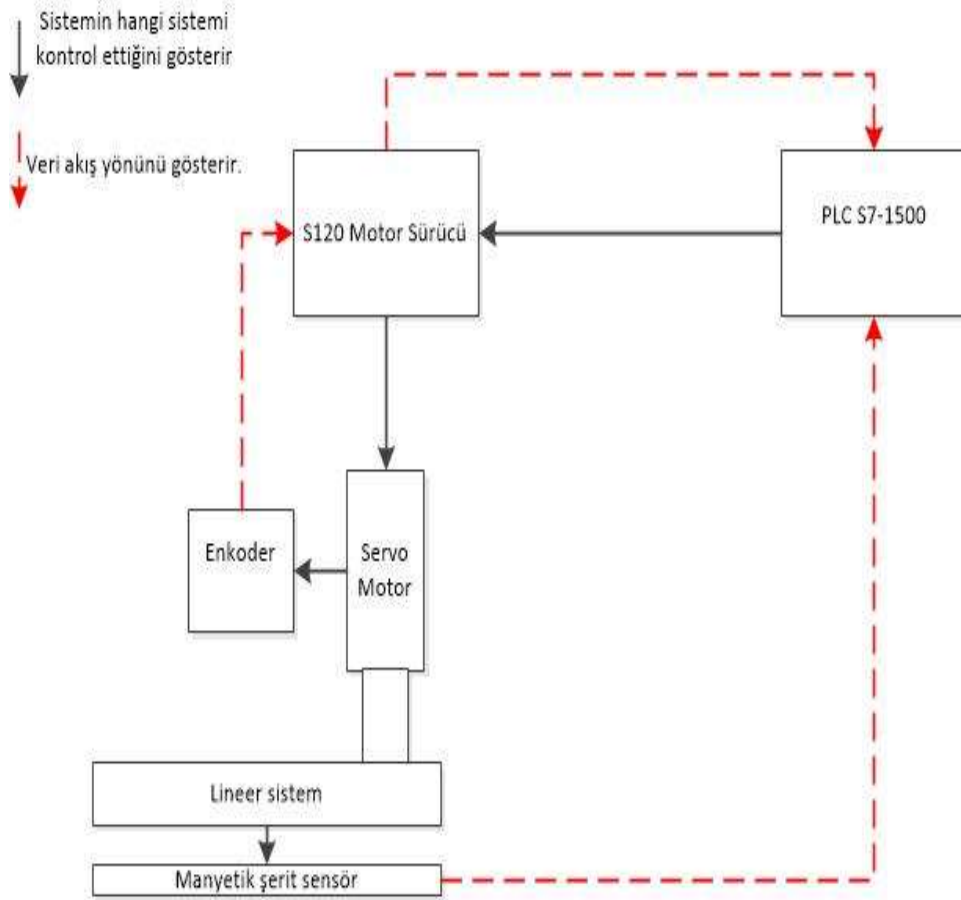 Sistemin hangi sistemi
kontrol ettiğini gösterir
Veri akış yönünü gösterir.
S120 Motor Sürücü
PLC S7-1500
Enkoder
Servo
Motor
Lineer sistem
Manyetik şerit sensör